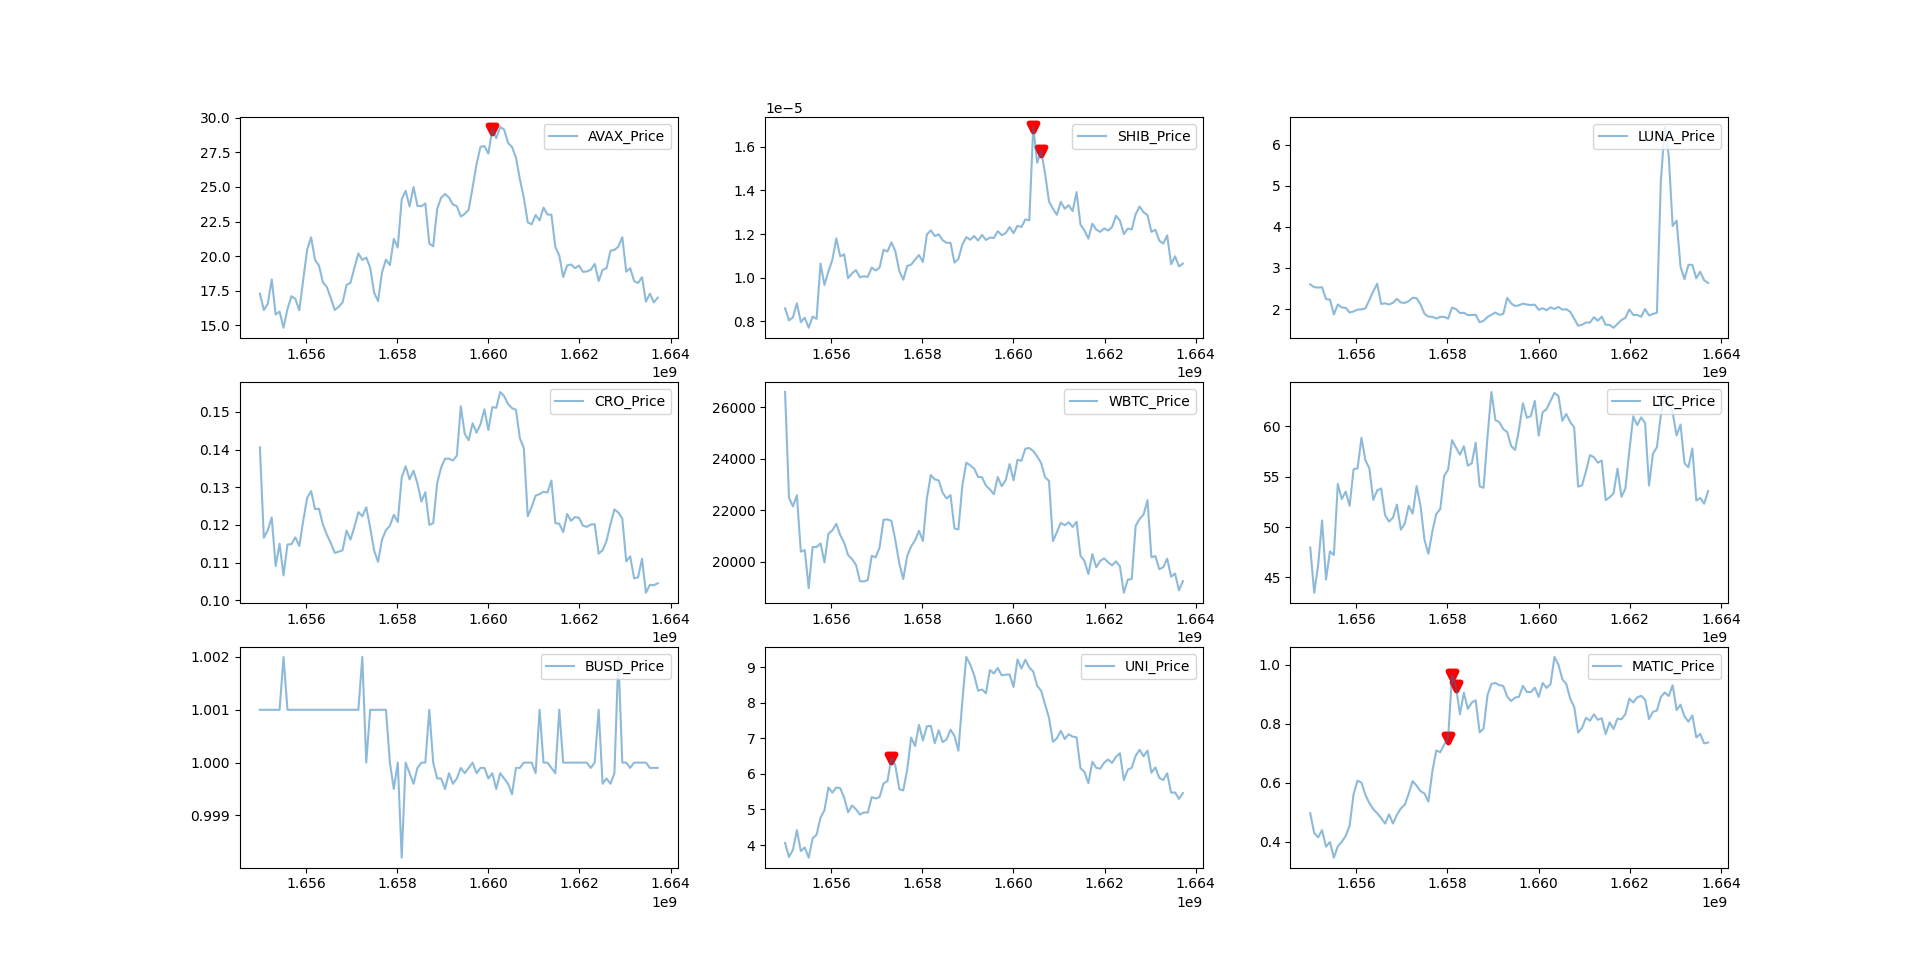 AVAX_Price
30.0
27.5
25.0
22.5
20.0
17.5
15.0
1.656 1.658 1.660 1.662 1.664
1e9
1e−5
SHIB_Price
1.6
1.4
1.2
1.0
0.8
1.656 1.658 1.660 1.662 1.664
1e9
LUNA_Price
6
5
4
3
2
1.656 1.658 1.660 1.662 1.664
1e9
CRO_Price
0.15
0.14
0.13
0.12
0.11
0.10
1.656 1.658 1.660 1.662 1.664
1e9
WBTC_Price
26000
24000
22000
20000
1.656 1.658 1.660 1.662 1.664
1e9
LTC_Price
60
55
50
45
1.656 1.658 1.660 1.662 1.664
1e9
BUSD_Price
1.002
1.001
1.000
0.999
1.656 1.658 1.660 1.662 1.664
1e9
UNI_Price
9
8
7
6
5
4
1.656 1.658 1.660 1.662 1.664
1e9
MATIC_Price
1.0
0.8
0.6
0.4
1.656 1.658 1.660 1.662 1.664
1e9